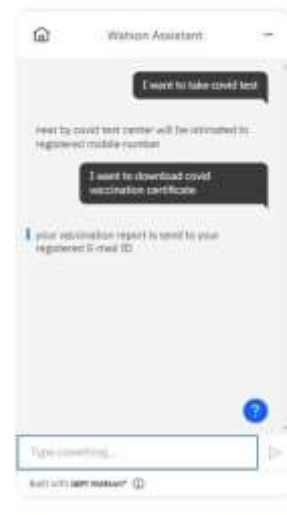 Watson Assistant
I want to take covid test
near by covid test center will be intimated to
registered mobile number
I want to download covid
vaccination certificate
your vaccination report is send to your
registered E-mail ID
?
Type something...
Built with IBM Watson®